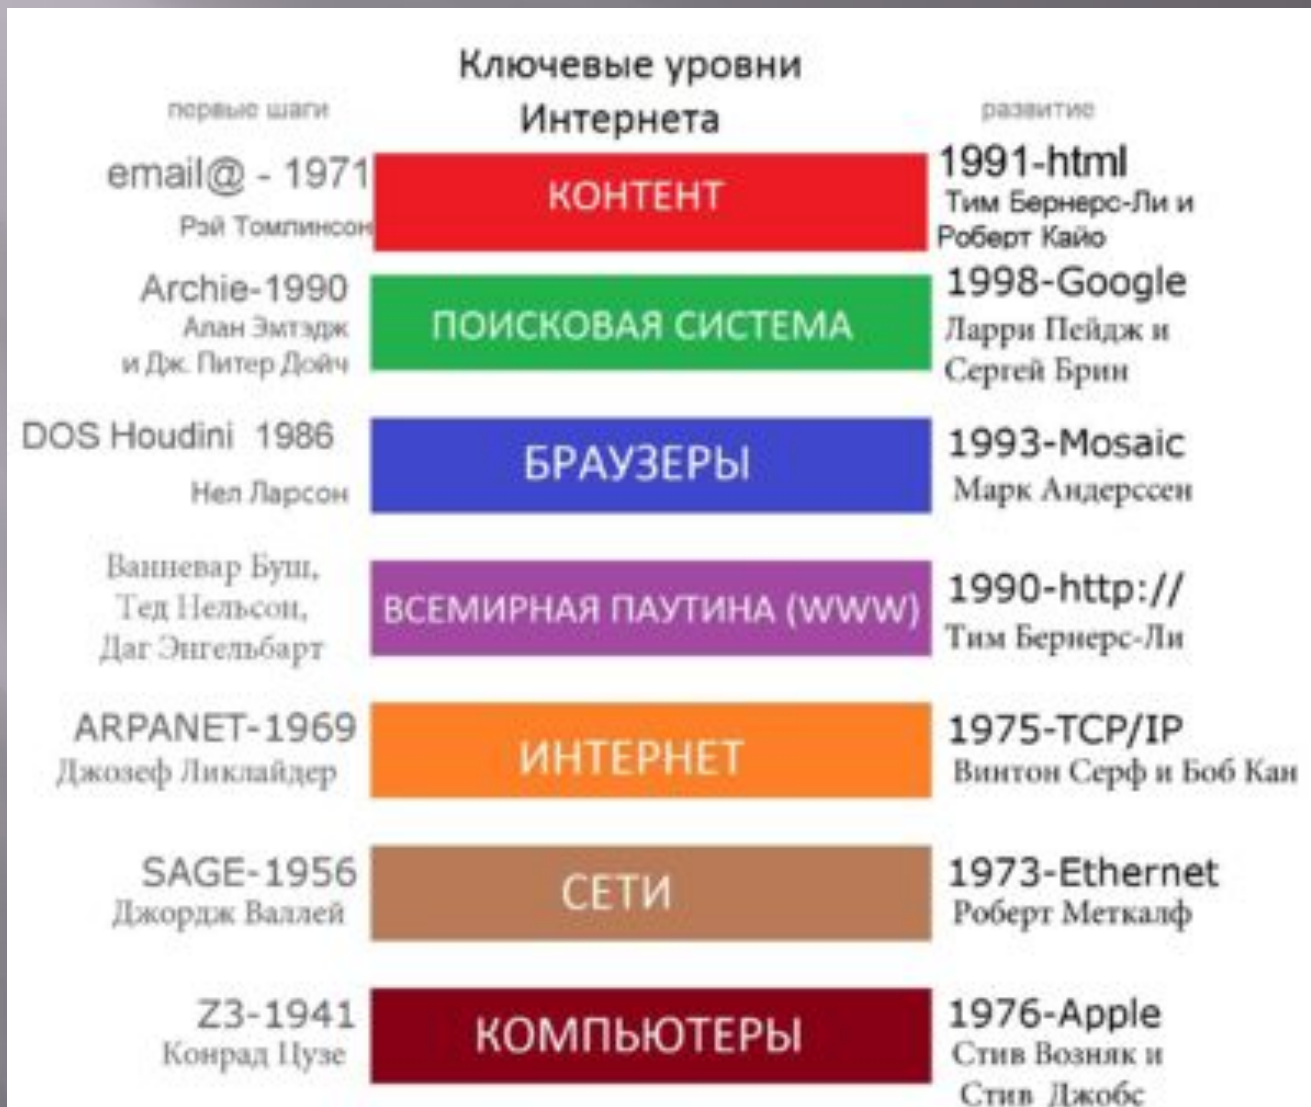 Ключевые уровни
Интернета
первые шаги
развитие
email@ - 1971
Рэй Томлинсон
КОНТЕНТ
1991-html
Тим Бернерс-Ли и
Роберт Кайо
Archie-1990
Алан Эмтэдж
и Дж. Питер Дойч
ПОИСКОВАЯ СИСТЕМА
1998-Google
Ларри Пейдж и
Сергей Брин
DOS Houdini 1986
Нел Ларсон
БРАУЗЕРЫ
1993-Mosaic
Марк Андерссен
Ванневар Буш,
Тед Нельсон,
Даг Энгельбарт
ВСЕМИРНАЯ ПАУТИНА (WWW)
1990-http://
Тим Бернерс-Ли
ARPANET-1969
Джозеф Ликлайдер
ИНТЕРНЕТ
1975-TCP/IP
Винтон Серф и Боб Кан
SAGE-1956
Джордж Валлей
СЕТИ
1973-Ethernet
Роберт Меткалф
Z3-1941
Конрад Цузе
КОМПЬЮТЕРЫ
1976-Apple
Стив Возняк и
Стив Джобс